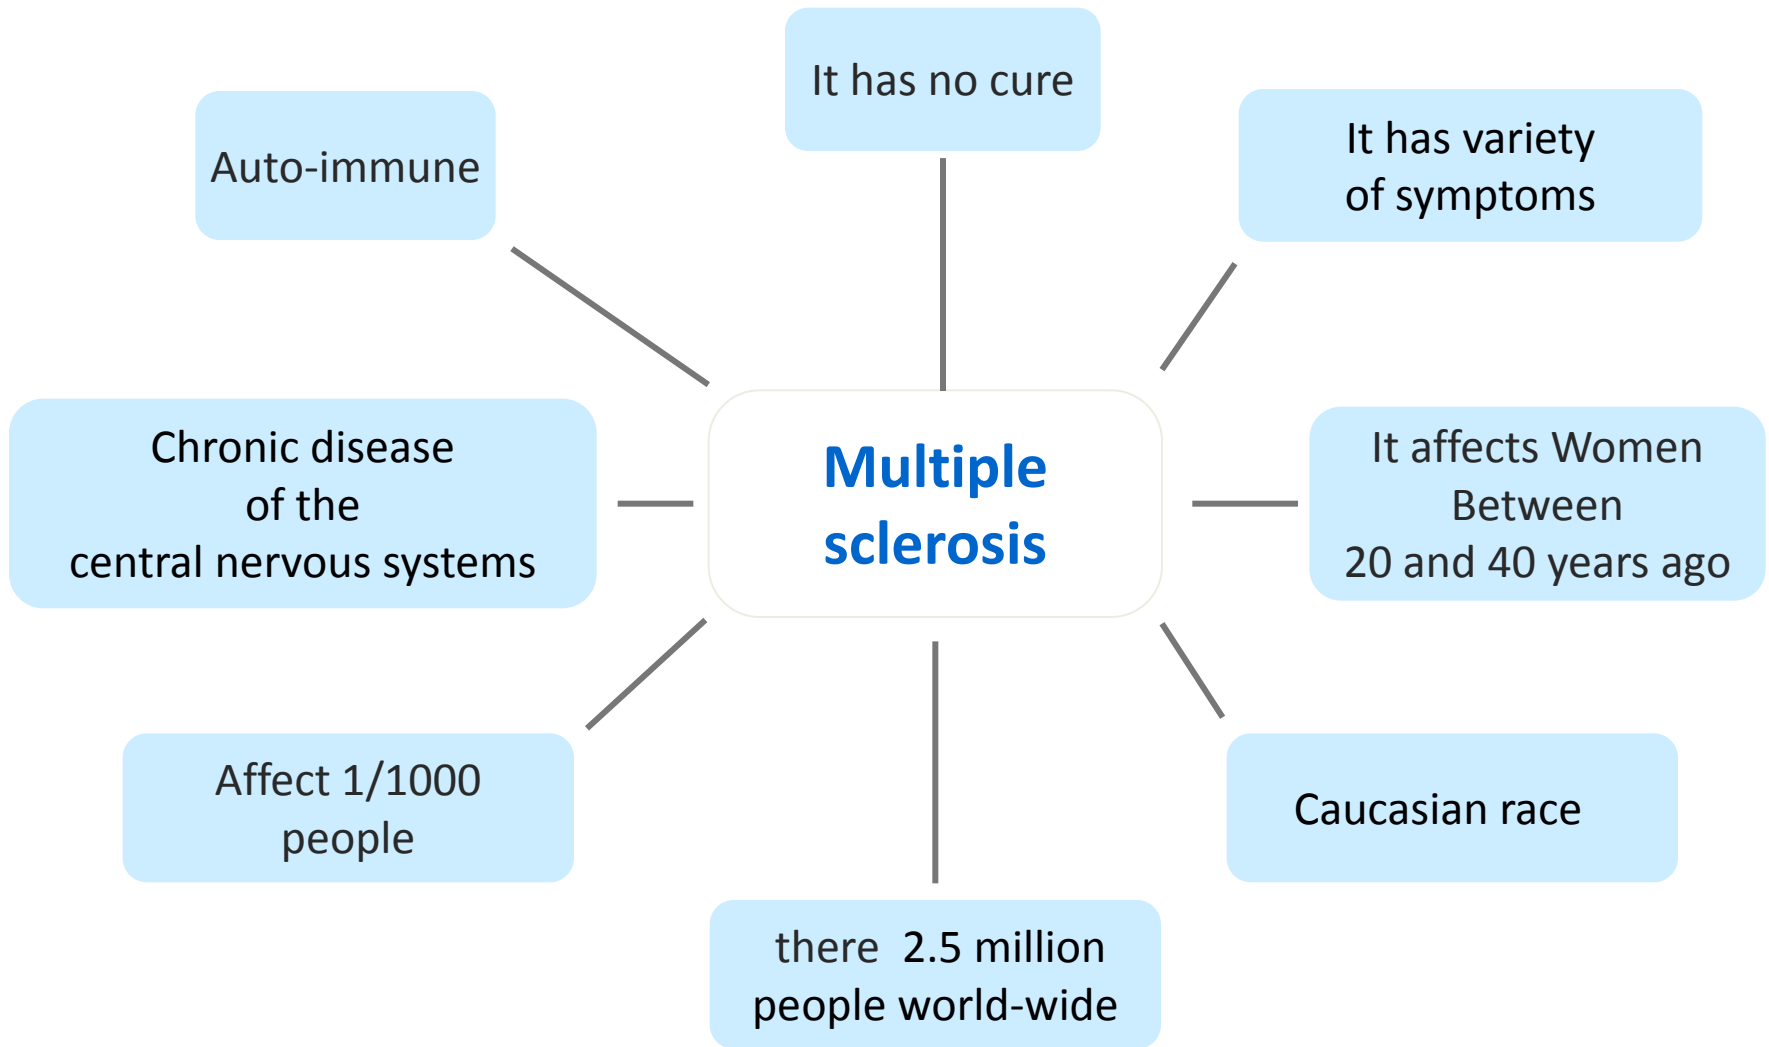 It has no cure
Auto-immune
It has variety
of symptoms
Chronic disease
of the
central nervous systems
Multiple
sclerosis
It affects Women
Between
20 and 40 years ago
Affect 1/1000
people
Caucasian race
there 2.5 million
people world-wide